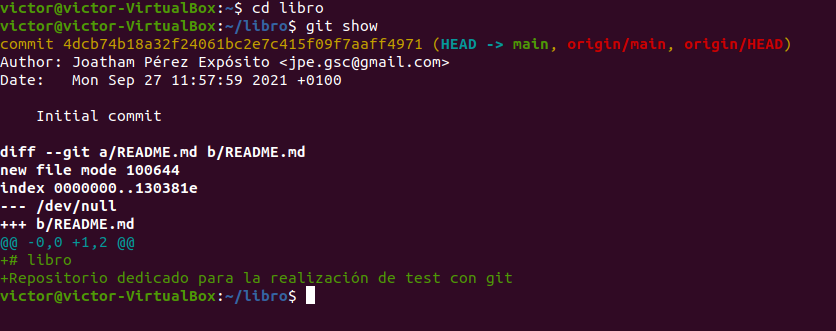 victor@victor-VirtualBox:~$ cd libro
victor@victor-VirtualBox:~/libro$ git show
commit 4dcb74b18a32f24061bc2e7c415f09f7aaff4971 (HEAD -> main, origin/main, origin/HEAD)
Author: Joatham Pérez Expósito <jpe.gsc@gmail.com>
Date:   Mon Sep 27 11:57:59 2021 +0100

    Initial commit

diff --git a/README.md b/README.md
new file mode 100644
index 0000000..130381e
--- /dev/null
+++ b/README.md
@@ -0,0 +1,2 @@
+# libro
+Repositorio dedicado para la realización de test con git
victor@victor-VirtualBox:~/libro$